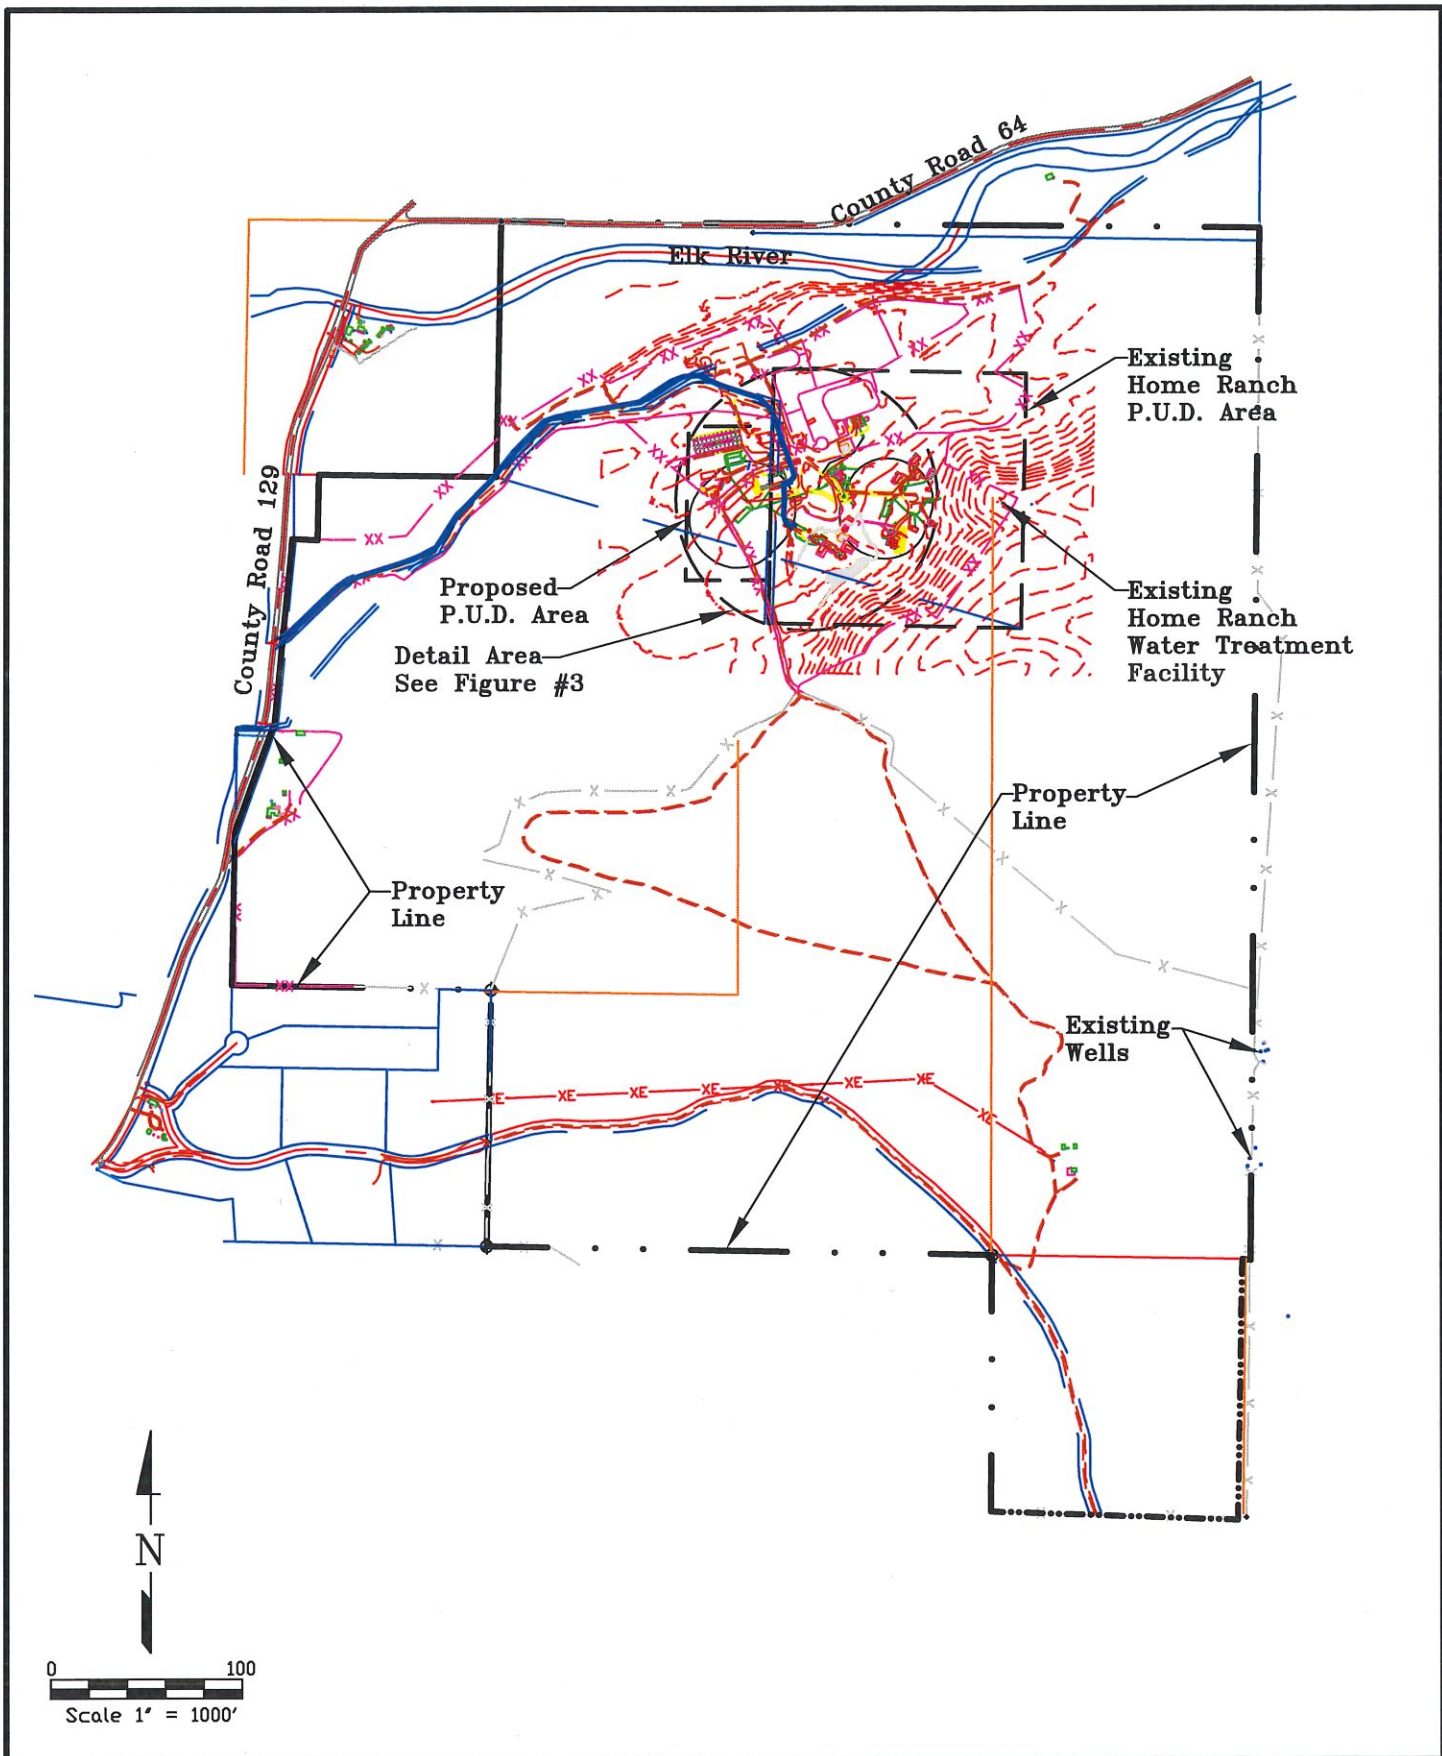 County Road 64
Elk River
Existing
Home Ranch
P.U.D. Area
County Road 129
Proposed
P.U.D. Area
Existing
Home Ranch
Water Treatment
Facility
Detail Area
See Figure #3
Property
Line
Property
Line
Existing
Wells
N
0 100
Scale 1" = 1000'